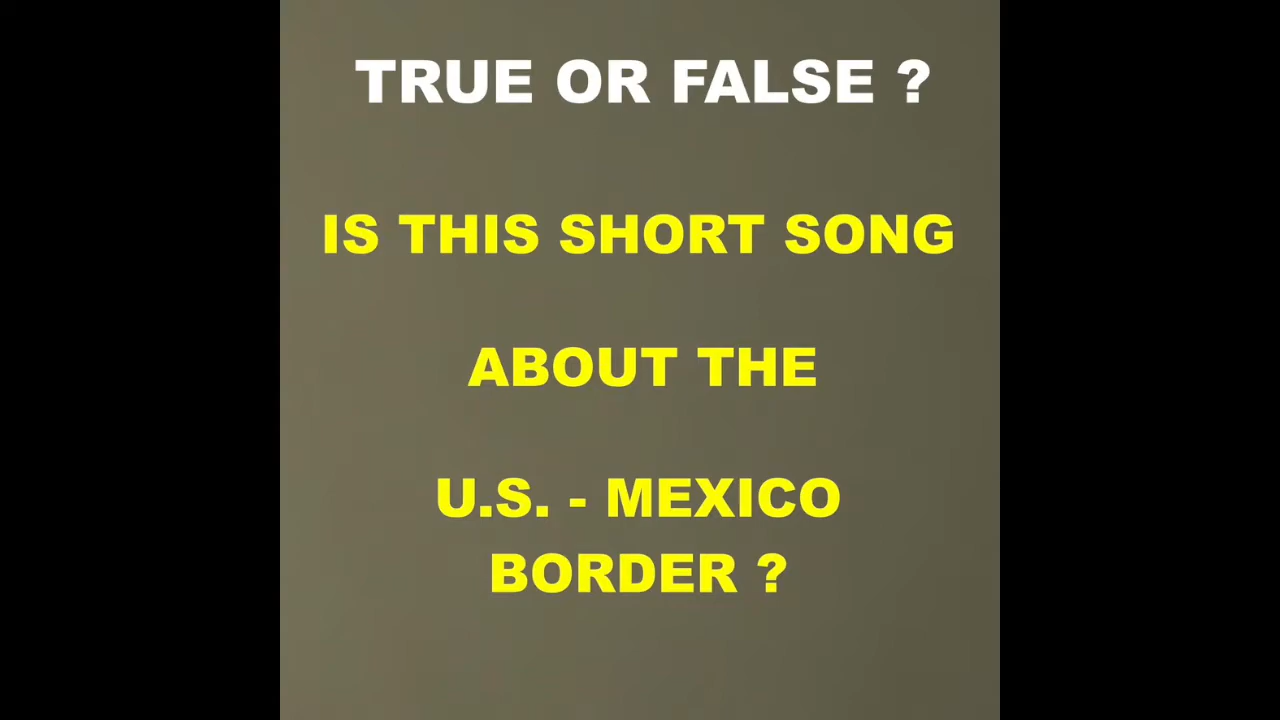 TRUE OR FALSE ?
IS THIS SHORT SONG
ABOUT THE
U.S. - MEXICO
BORDER ?